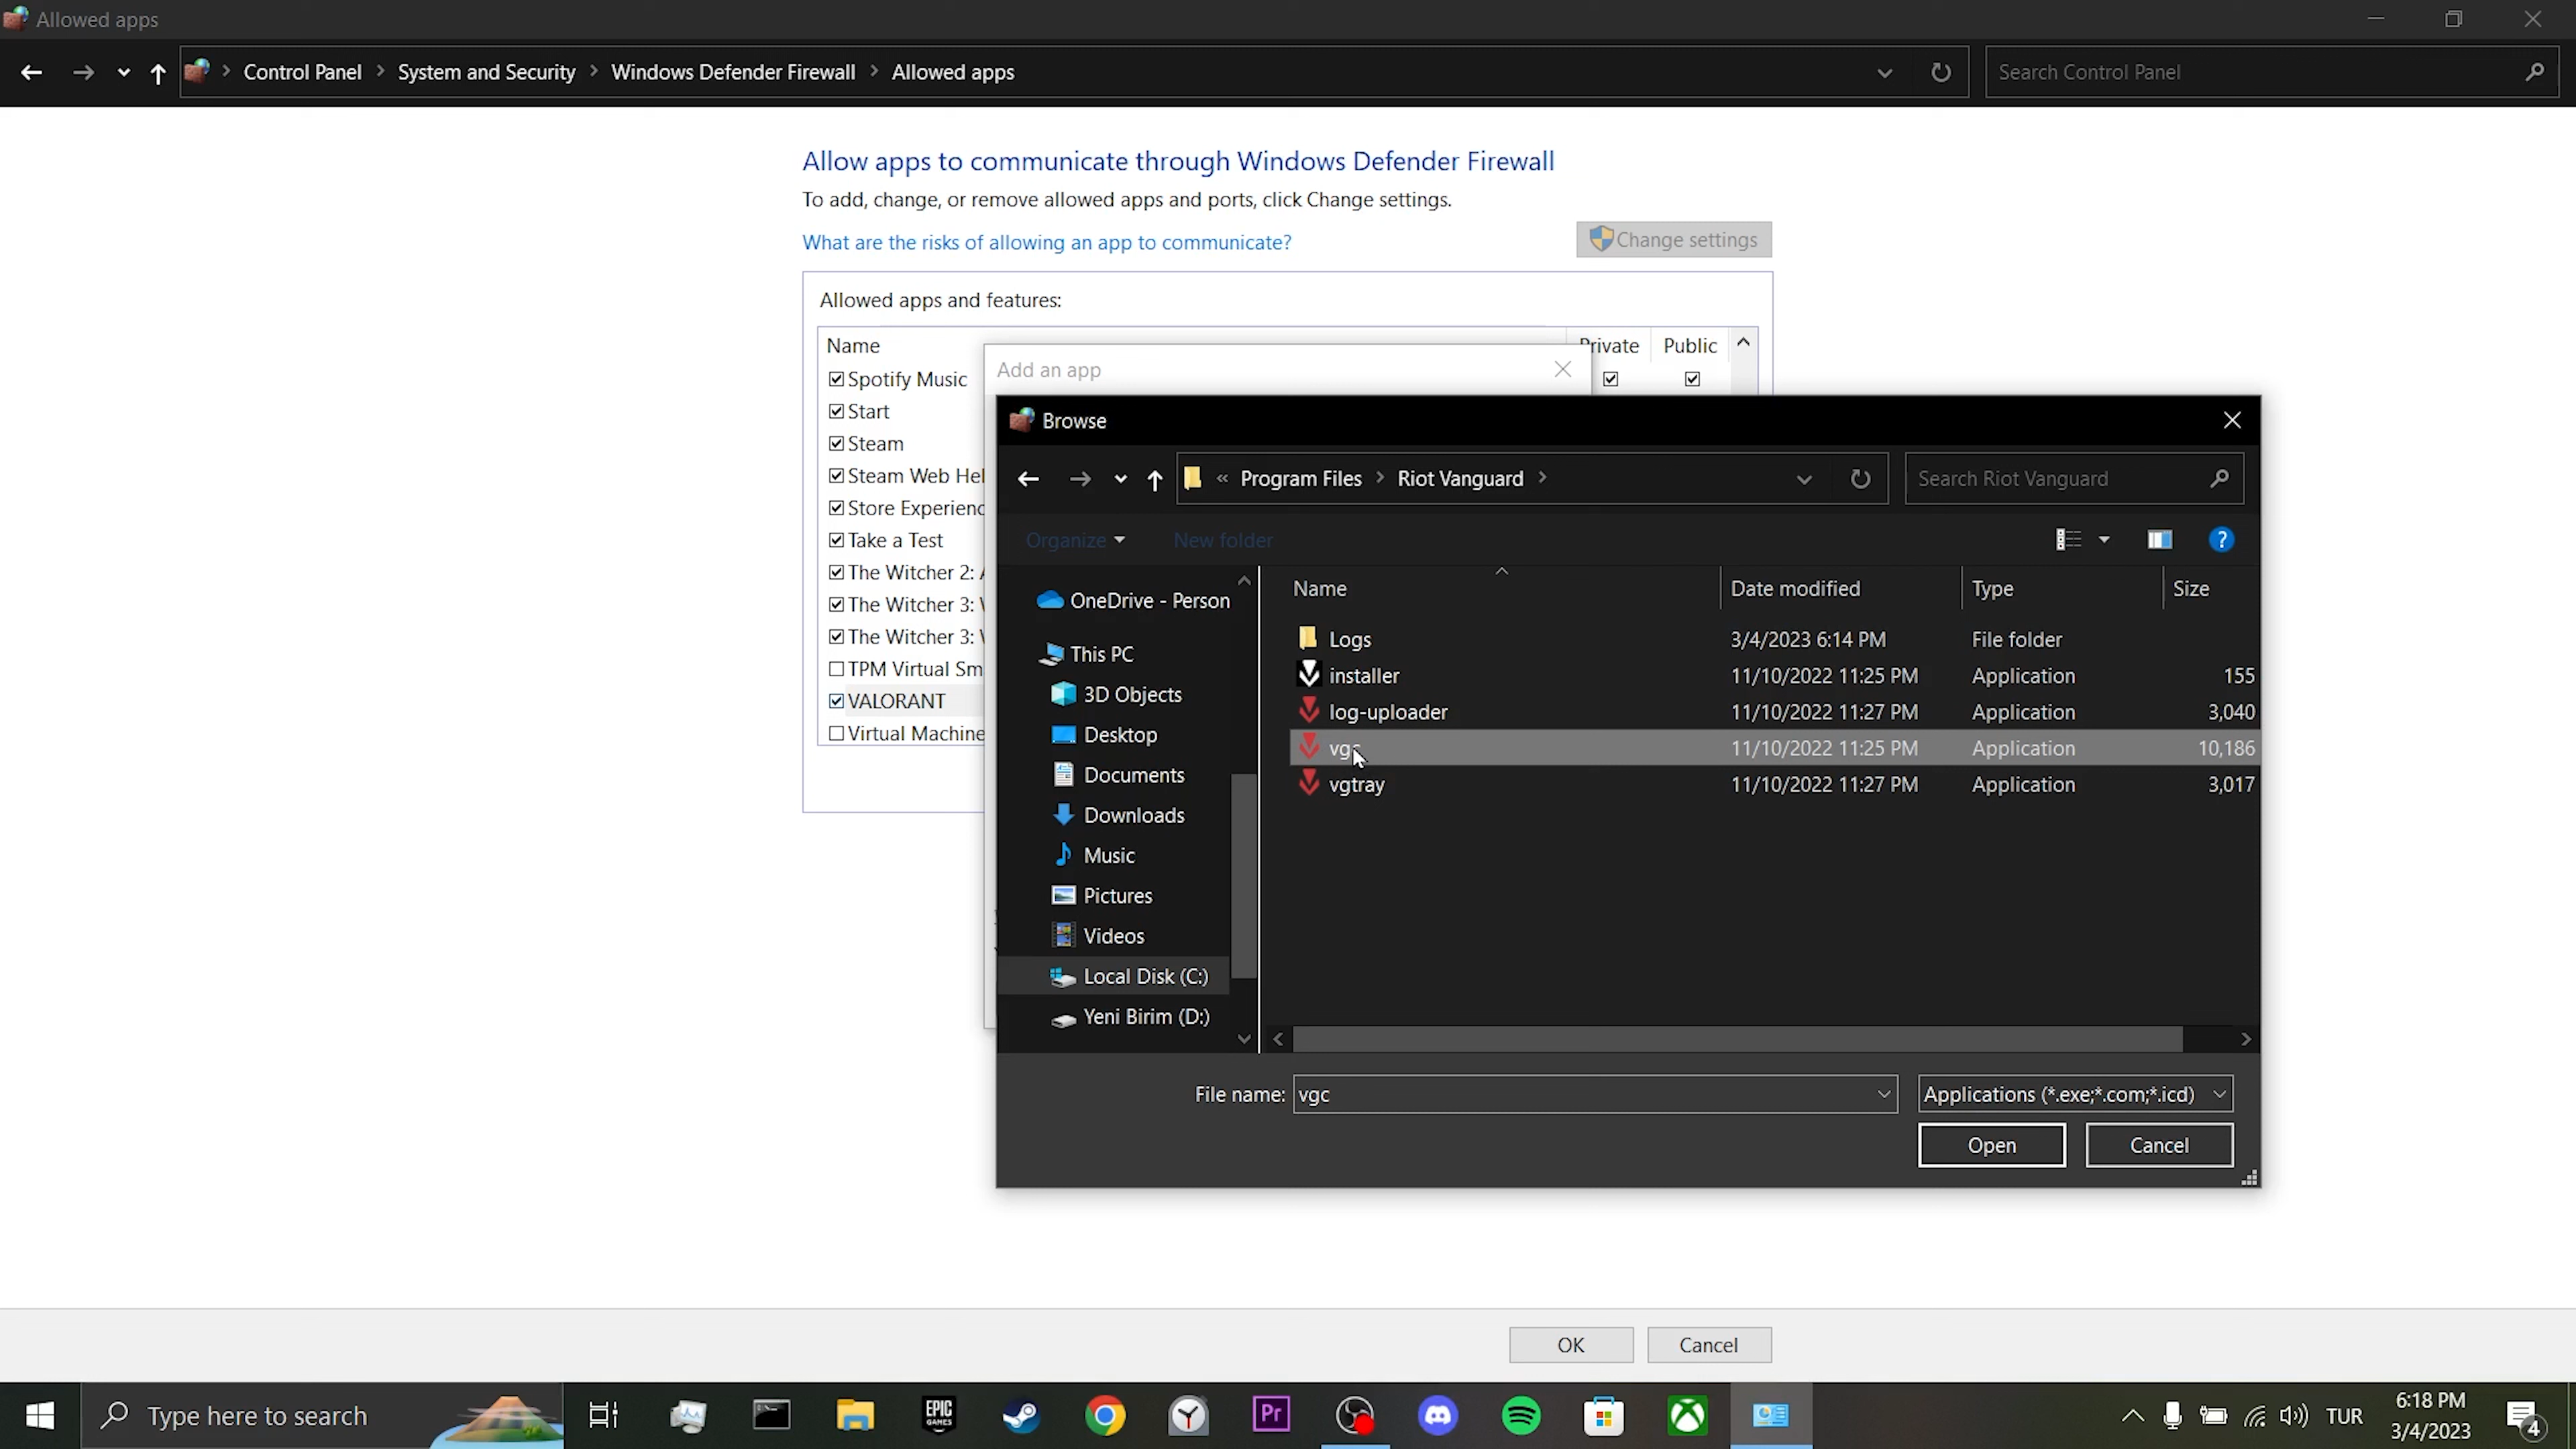 Allowed apps
Control Panel > System and Security > Windows Defender Firewall > Allowed apps
Search Control Panel
Allow apps to communicate through Windows Defender Firewall
To add, change, or remove allowed apps and ports, click Change settings.
What are the risks of allowing an app to communicate?
Change settings
Allowed apps and features:
Name Private Public
Spotify Music
Start
Steam
Steam Web Hel
Store Experienc
Take a Test
The Witcher 2:
The Witcher 3:
The Witcher 3:
TPM Virtual Sm
VALORANT
Virtual Machine
Add an app
Browse
« Program Files > Riot Vanguard >
Search Riot Vanguard
Organize
New folder
?
OneDrive - Person
This PC
3D Objects
Desktop
Documents
Downloads
Music
Pictures
Videos
Local Disk (C:)
Yeni Birim (D:)
Name Date modified Type Size
Logs 3/4/2023 6:14 PM File folder
installer 11/10/2022 11:25 PM Application 155
log-uploader 11/10/2022 11:27 PM Application 3,040
vgc 11/10/2022 11:25 PM Application 10,186
vgtray 11/10/2022 11:27 PM Application 3,017
File name: vgc
Applications (*.exe;*.com;*.icd)
Open
Cancel
OK
Cancel
Type here to search
EPIC GAMES
Pr
TUR
6:18 PM
3/4/2023
4